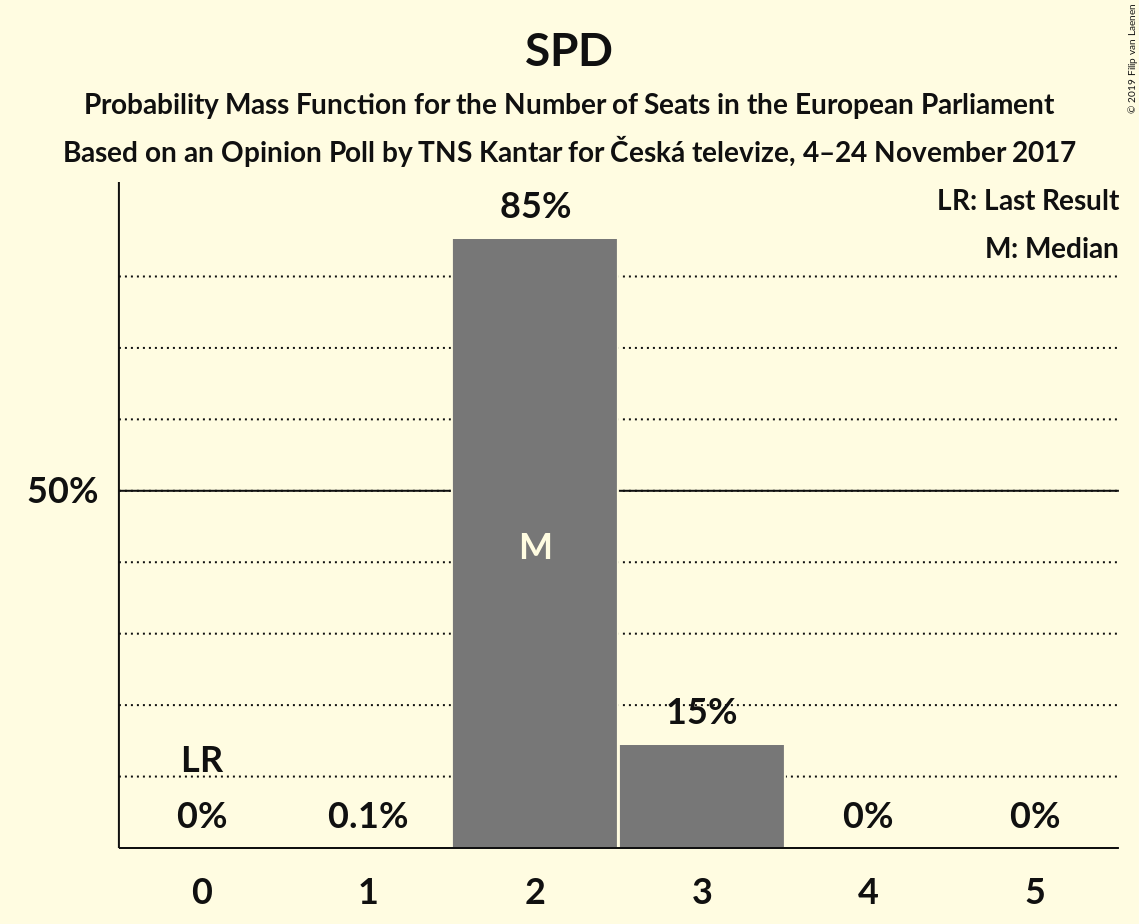 SPD
Probability Mass Function for the Number of Seats in the European Parliament
Based on an Opinion Poll by TNS Kantar for Česká televize, 4–24 November 2017
© 2019 Filip van Laenen
LR: Last Result
M: Median
85%
50%
M
15%
LR
0%
0.1%
0%
0%
0 1 2 3 4 5